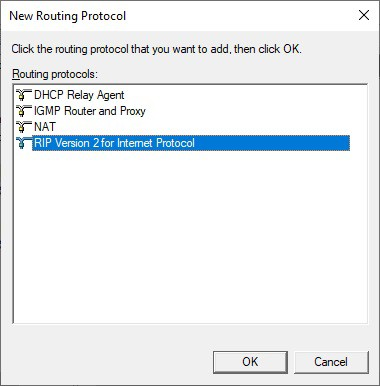 New Routing Protocol
Click the routing protocol that you want to add, then click OK.
Routing protocols:
DHCP Relay Agent
IGMP Router and Proxy
NAT
RIP Version 2 for Internet Protocol
OK
Cancel